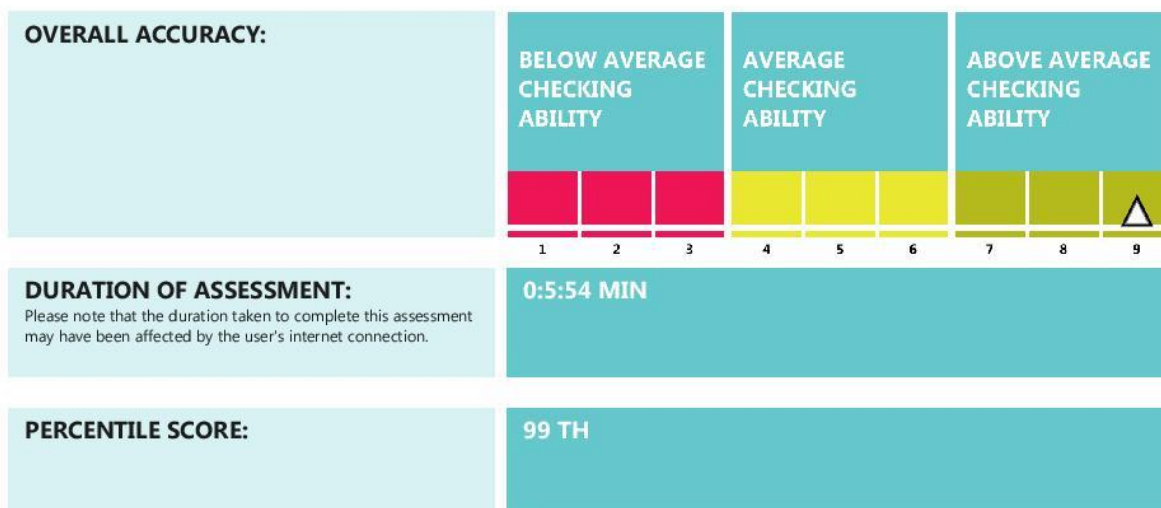 OVERALL ACCURACY:
BELOW AVERAGE
CHECKING
ABILITY
AVERAGE
CHECKING
ABILITY
ABOVE AVERAGE
CHECKING
ABILITY
1 2 3 4 5 6 7 8 9
DURATION OF ASSESSMENT:
Please note that the duration taken to complete this assessment
may have been affected by the user's internet connection.
0:5:54 MIN
PERCENTILE SCORE:
99 TH